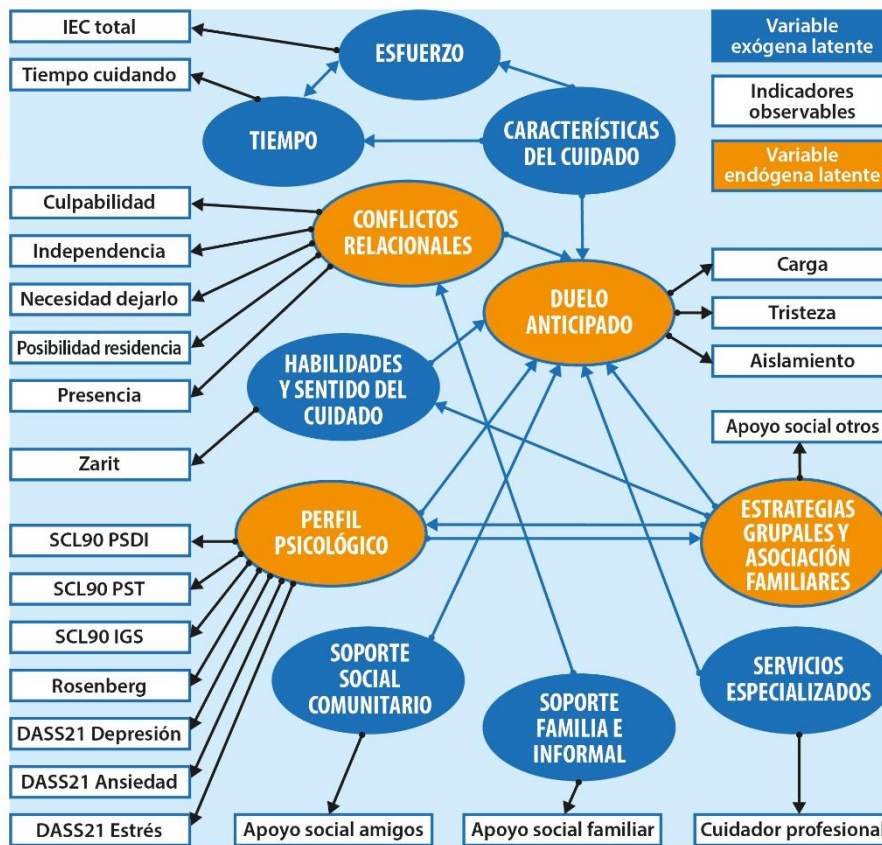 IEC total
Tiempo cuidando
ESFUERZO
TIEMPO
CARACTERÍSTICAS
DEL CUIDADO
Variable
exógena latente
Indicadores
observables
Variable
endógena latente
Culpabilidad
Independencia
Necesidad dejarlo
Posibilidad residencia
Presencia
CONFLICTOS
RELACIONALES
DUELO
ANTICIPADO
Carga
Tristeza
Aislamiento
HABILIDADES
Y SENTIDO DEL
CUIDADO
Zarit
Apoyo social otros
PERFIL
PSICOLÓGICO
ESTRATEGIAS
GRUPALES Y
ASOCIACIÓN
FAMILIARES
SCL90 PSDI
SCL90 PST
SCL90 IGS
Rosenberg
DASS21 Depresión
DASS21 Ansiedad
DASS21 Estrés
SOPORTE
SOCIAL
COMUNITARIO
SOPORTE
FAMILIA E
INFORMAL
SERVICIOS
ESPECIALIZADOS
Apoyo social amigos
Apoyo social familiar
Cuidador profesional